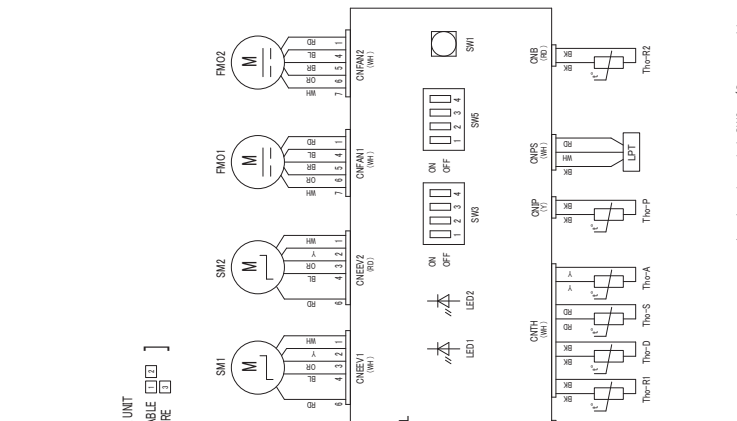 FMO2
M
RD
BL
BR
OR
WH
1
4
5
6
7
CNFAN2
(WH)
FMO1
M
RD
BL
BR
OR
WH
1
4
5
6
7
CNFAN1
(WH)
SM2
M
WH
Y
OR
BL
RD
1
2
3
4
6
CNEEV2
(RD)
SM1
M
WH
Y
OR
BL
RD
1
2
3
4
6
CNEEV1
(WH)
UNIT
ABLE 1 2
RE 3
SW1
SW5
ON
OFF
1 2 3 4
SW3
ON
OFF
1 2 3 4
LED2
LED1
L
CNB
(RD)
BK
BK
t°
Tho-R2
CNPS
(WH)
RD
WH
BK
LPT
CNIP
(Y)
BK
BK
t°
Tho-P
CNTH
(WH)
Y
Y
t°
Tho-A
RD
RD
t°
Tho-S
BK
BK
t°
Tho-D
BK
BK
t°
Tho-R1